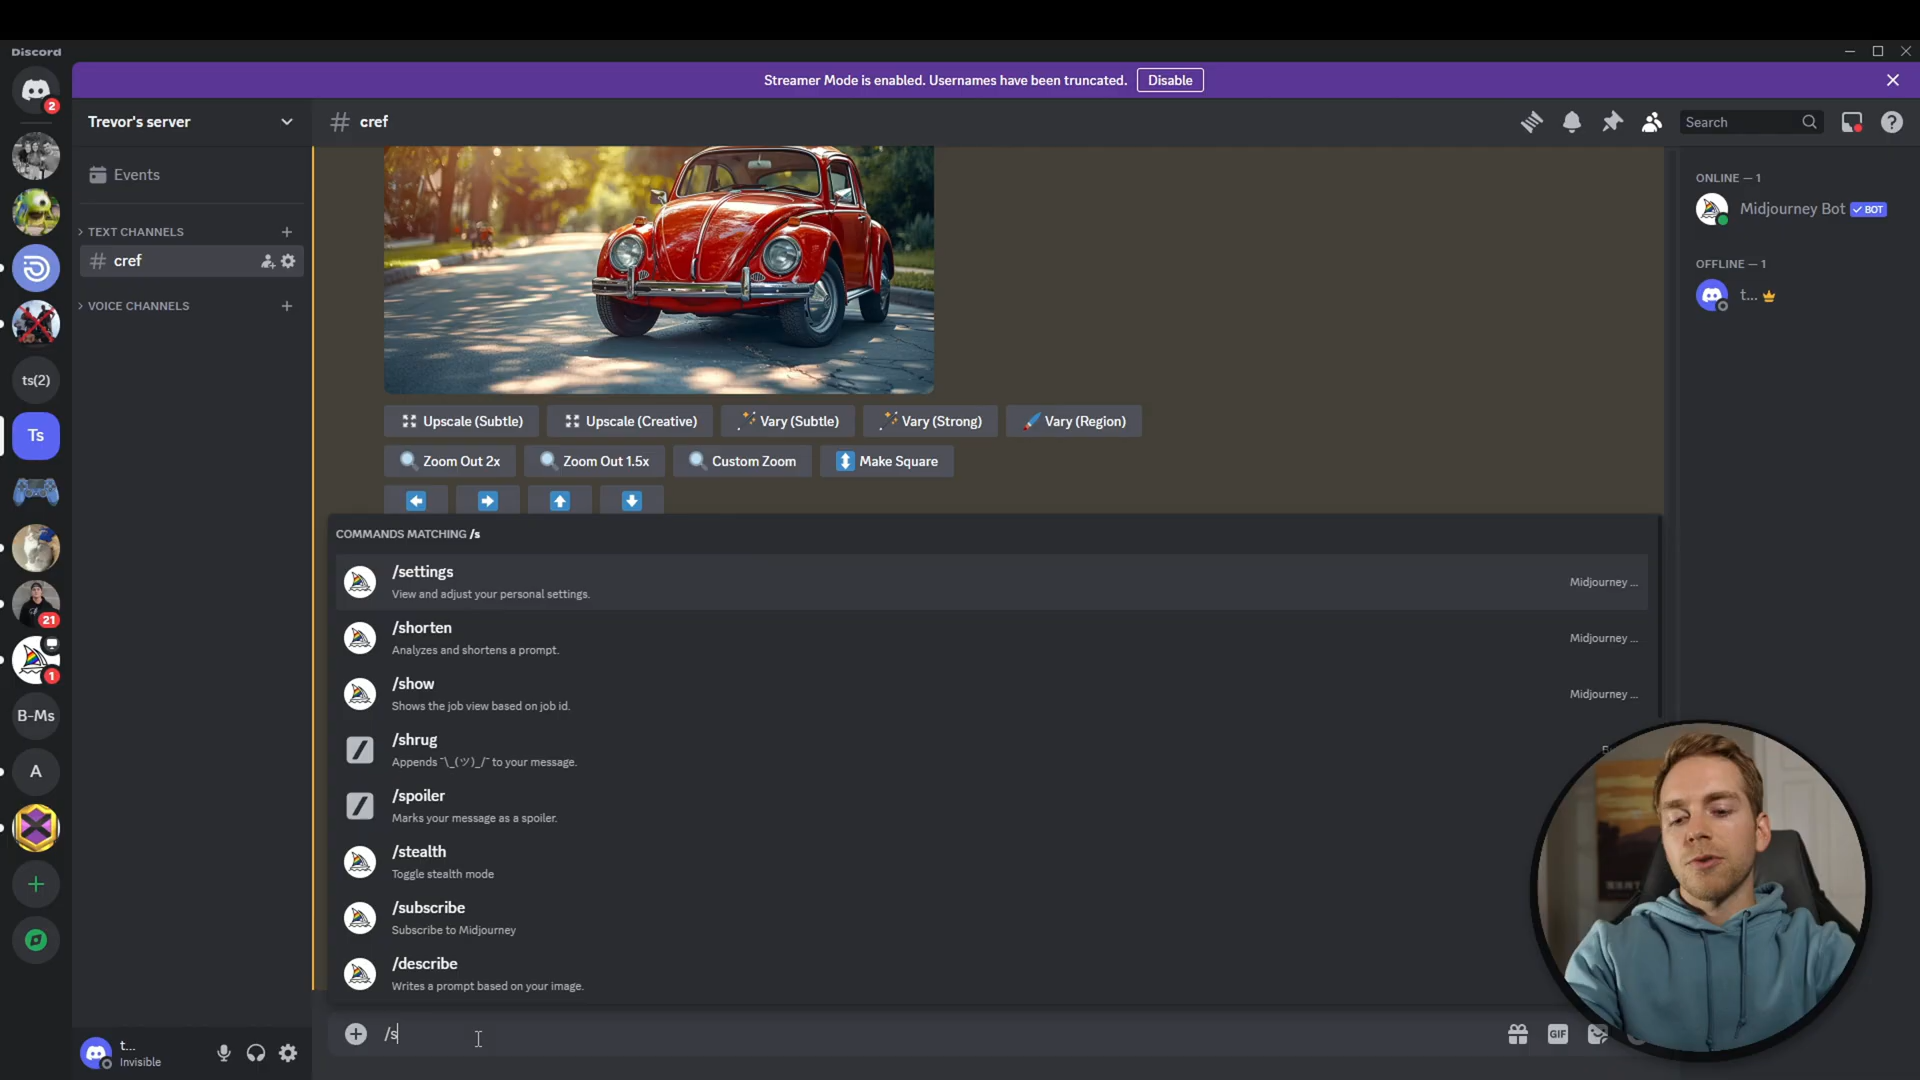 Discord
Streamer Mode is enabled. Usernames have been truncated. Disable
2
Trevor's server
cref
Search
Events
TEXT CHANNELS
cref
VOICE CHANNELS
ts(2)
Ts
21
1
B-Ms
A
ONLINE — 1
Midjourney Bot BOT
OFFLINE — 1
t...
Upscale (Subtle) Upscale (Creative) Vary (Subtle) Vary (Strong) Vary (Region)
Zoom Out 2x Zoom Out 1.5x Custom Zoom Make Square
COMMANDS MATCHING /s
/settings
View and adjust your personal settings.
Midjourney ...
/shorten
Analyzes and shortens a prompt.
Midjourney ...
/show
Shows the job view based on job id.
Midjourney ...
/shrug
Appends ¯\_(ツ)_/¯ to your message.
/spoiler
Marks your message as a spoiler.
/stealth
Toggle stealth mode
/subscribe
Subscribe to Midjourney
/describe
Writes a prompt based on your image.
/s
GIF
t...
Invisible